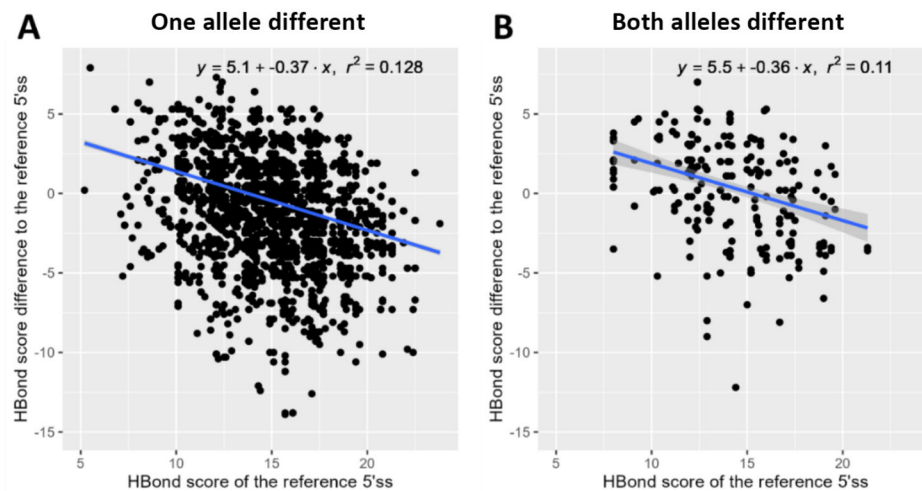 A
One allele different
y = 5.1 + -0.37 · x, r² = 0.128
HBond score difference to the reference 5'ss
5
0
-5
-10
-15
5
10
15
20
HBond score of the reference 5'ss
B
Both alleles different
y = 5.5 + -0.36 · x, r² = 0.11
HBond score difference to the reference 5'ss
5
0
-5
-10
-15
5
10
15
20
HBond score of the reference 5'ss